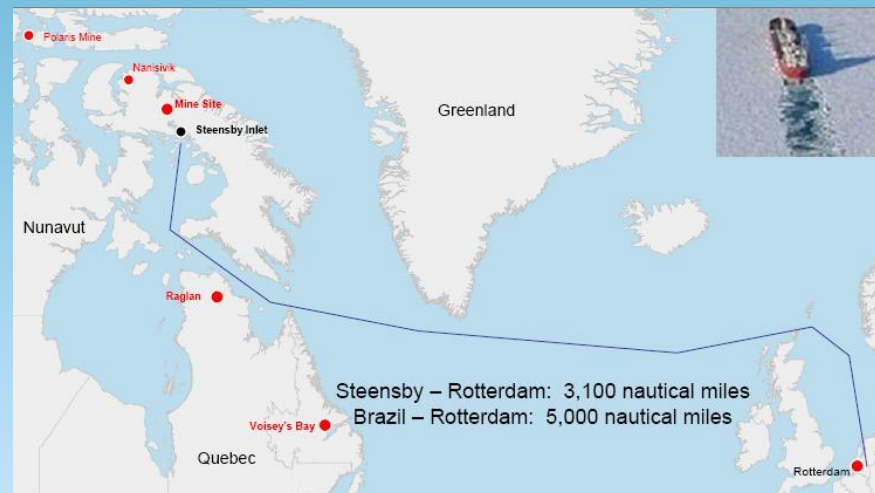 Polaris Mine
Nanisivik
Mine Site
Steensby Inlet
Greenland
Nunavut
Raglan
Steensby – Rotterdam: 3,100 nautical miles
Brazil – Rotterdam: 5,000 nautical miles
Voisey's Bay
Quebec
Rotterdam